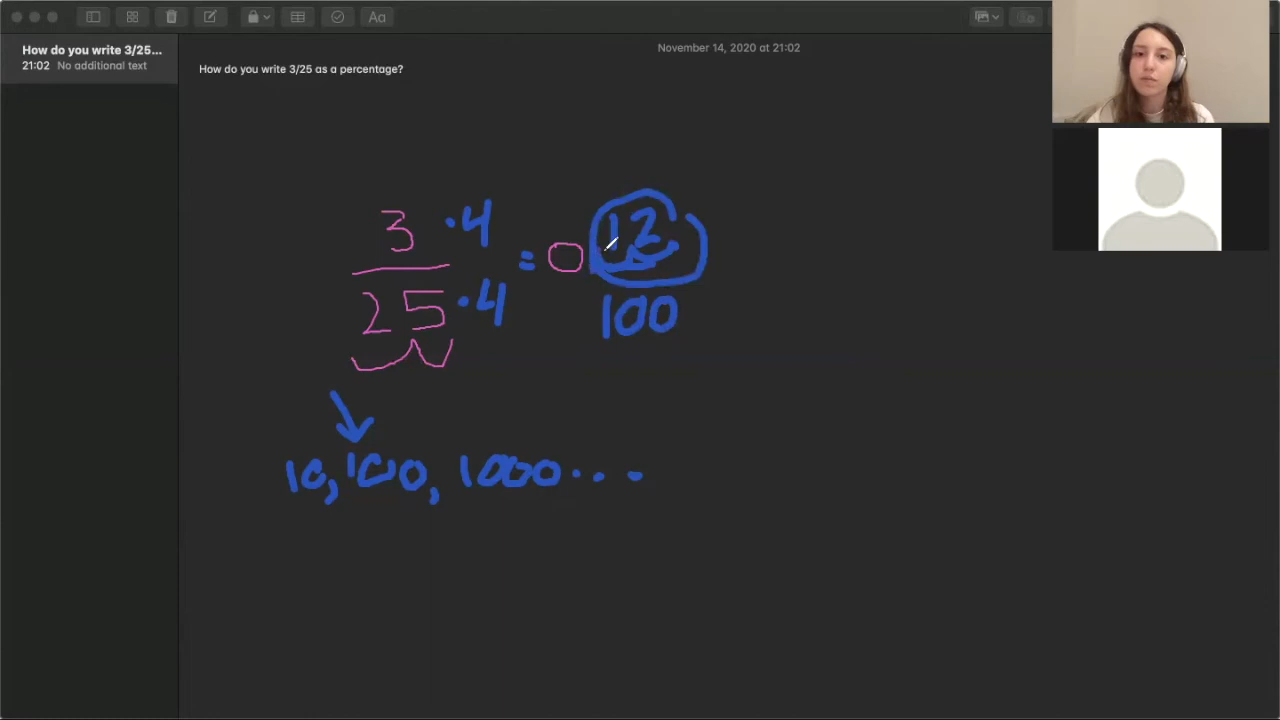 Aa
November 14, 2020 at 21:02
How do you write 3/25...
21:02 No additional text
How do you write 3/25 as a percentage?
3 · 4 = 0 12
25 · 4 100
10, 100, 1000...